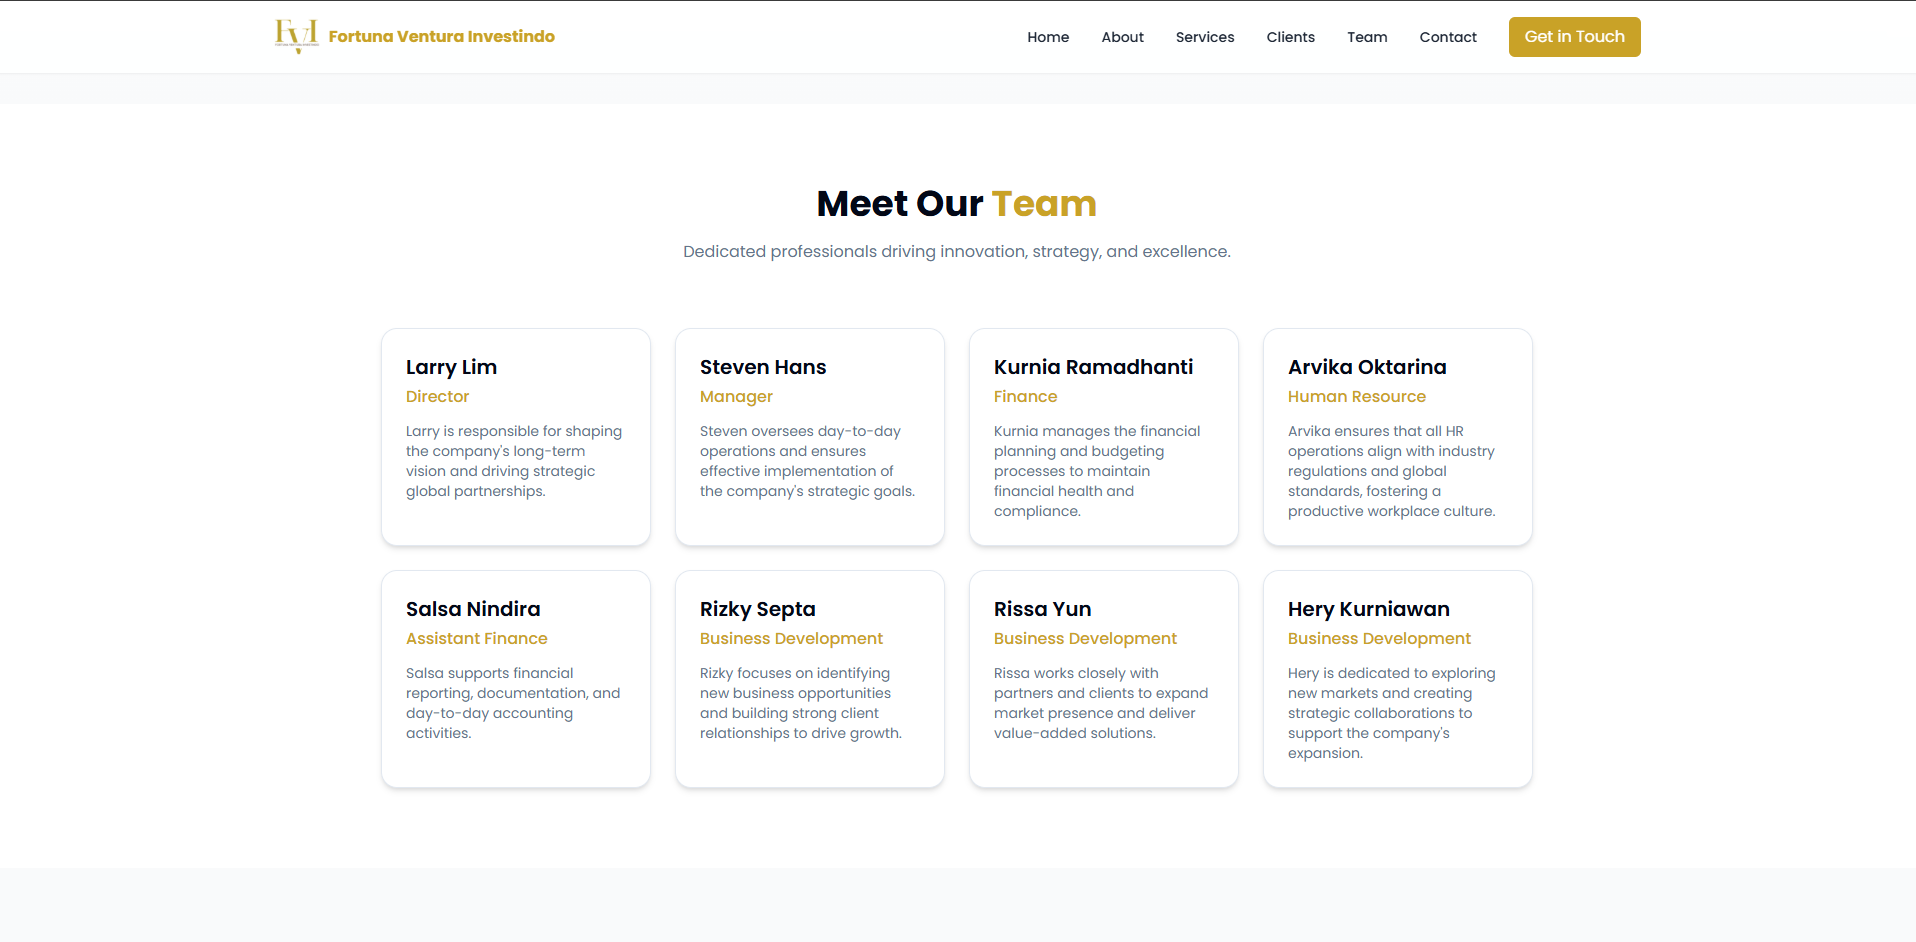 FVI
Fortuna Ventura Investindo
Home
About
Services
Clients
Team
Contact
Get in Touch
Meet Our Team
Dedicated professionals driving innovation, strategy, and excellence.
Larry Lim
Director
Larry is responsible for shaping
the company's long-term
vision and driving strategic
global partnerships.
Steven Hans
Manager
Steven oversees day-to-day
operations and ensures
effective implementation of
the company's strategic goals.
Kurnia Ramadhanti
Finance
Kurnia manages the financial
planning and budgeting
processes to maintain
financial health and
compliance.
Arvika Oktarina
Human Resource
Arvika ensures that all HR
operations align with industry
regulations and global
standards, fostering a
productive workplace culture.
Salsa Nindira
Assistant Finance
Salsa supports financial
reporting, documentation, and
day-to-day accounting
activities.
Rizky Septa
Business Development
Rizky focuses on identifying
new business opportunities
and building strong client
relationships to drive growth.
Rissa Yun
Business Development
Rissa works closely with
partners and clients to expand
market presence and deliver
value-added solutions.
Hery Kurniawan
Business Development
Hery is dedicated to exploring
new markets and creating
strategic collaborations to
support the company's
expansion.